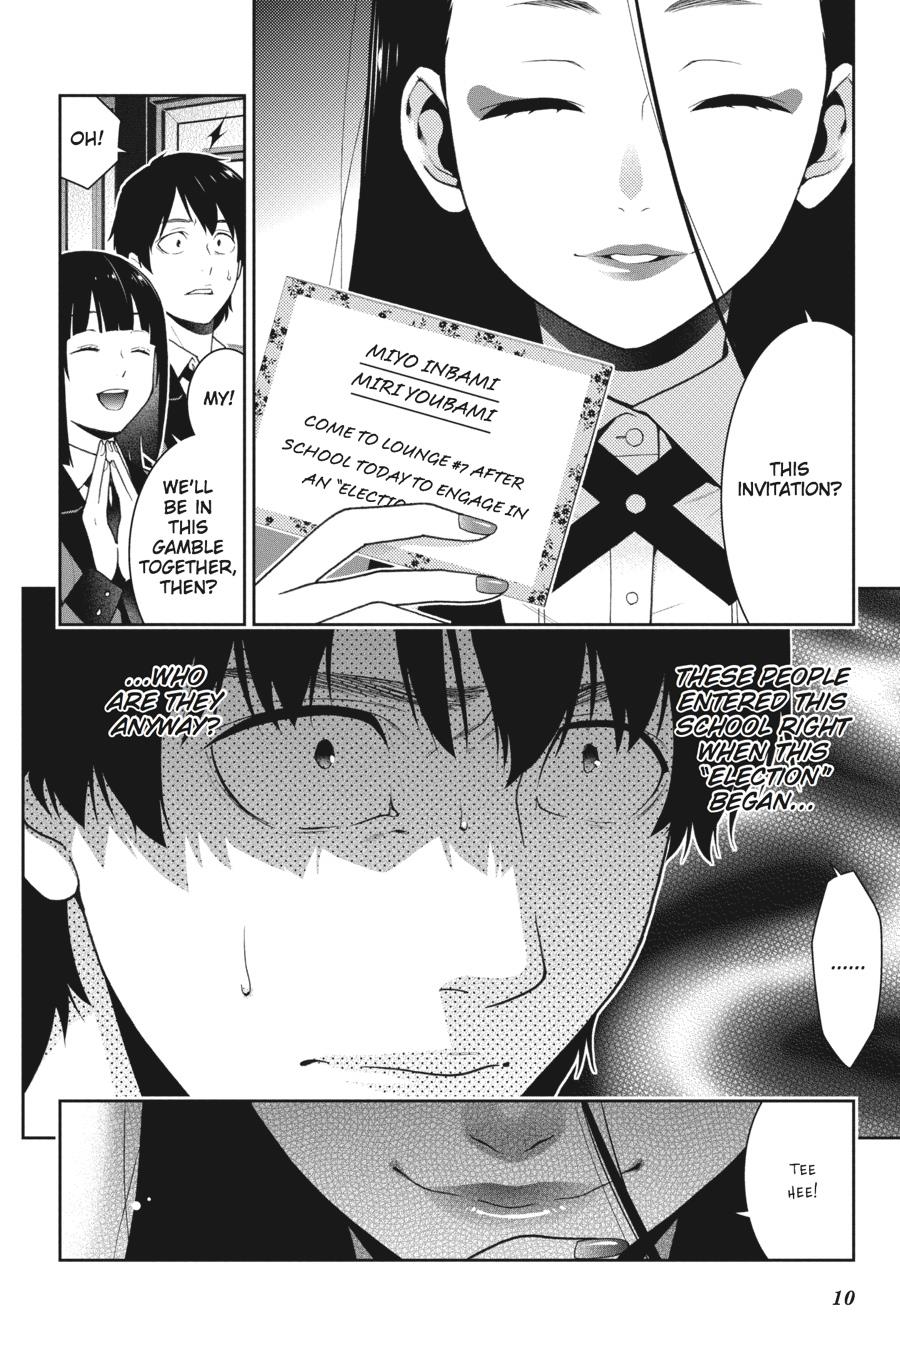 THIS
INVITATION?
MIYO INBAMI
MIRI YOUBAMI
COME TO LOUNGE #7 AFTER
SCHOOL TODAY TO ENGAGE IN
AN "ELECTIO
OH!
MY!
WE'LL
BE IN
THIS
GAMBLE
TOGETHER,
THEN?
THESE PEOPLE
ENTERED THIS
SCHOOL RIGHT
WHEN THIS
"ELECTION"
BEGAN...
...WHO
ARE THEY
ANYWAY?
......
TEE
HEE!
10